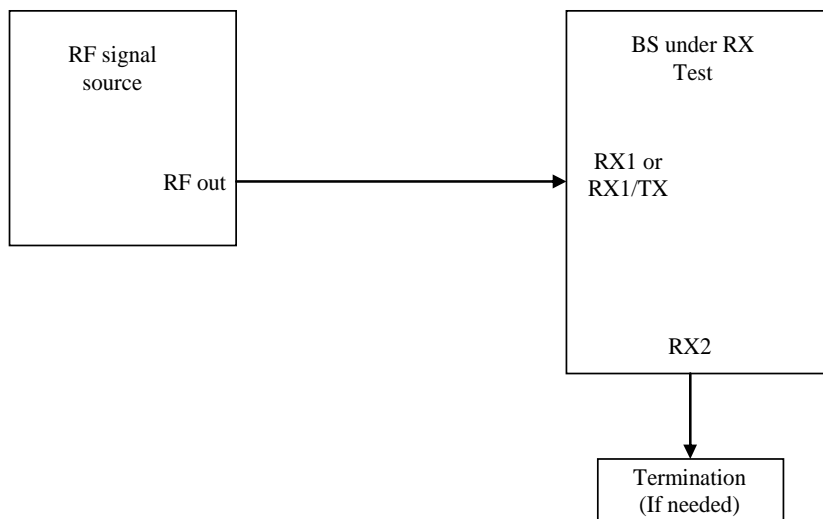 RF signal
source
RF out
BS under RX
Test
RX1 or
RX1/TX
RX2
Termination
(If needed)